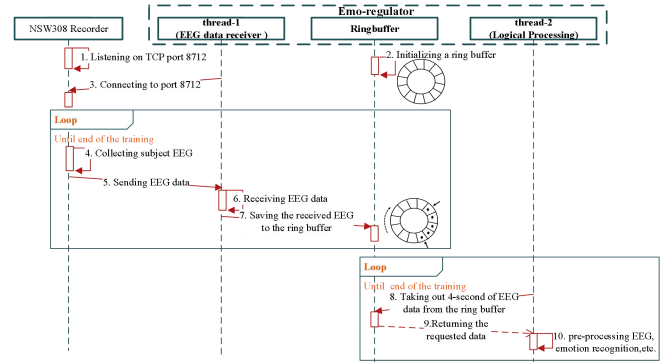 Emo-regulator
NSW308 Recorder
thread-1
(EEG data receiver )
Ringbuffer
thread-2
(Logical Processing)
1. Listening on TCP port 8712
2. Initializing a ring buffer
3. Connecting to port 8712
Loop
Until end of the training
4. Collecting subject EEG
5. Sending EEG data
6. Receiving EEG data
7. Saving the received EEG
to the ring buffer
Loop
Until end of the training
8. Taking out 4-second of EEG
data from the ring buffer
9.Returning the
requested data
10. pre-processing EEG,
emotion recognition,etc.